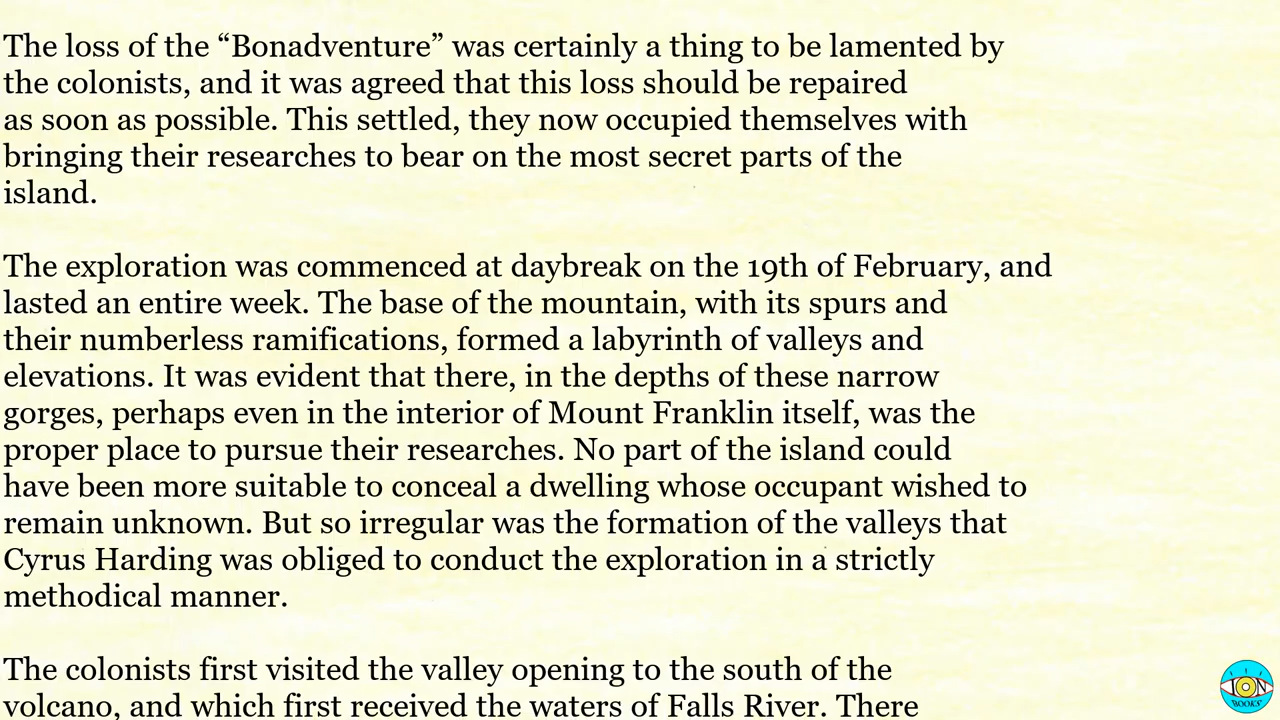 The loss of the “Bonadventure” was certainly a thing to be lamented by
the colonists, and it was agreed that this loss should be repaired
as soon as possible. This settled, they now occupied themselves with
bringing their researches to bear on the most secret parts of the
island.
The exploration was commenced at daybreak on the 19th of February, and
lasted an entire week. The base of the mountain, with its spurs and
their numberless ramifications, formed a labyrinth of valleys and
elevations. It was evident that there, in the depths of these narrow
gorges, perhaps even in the interior of Mount Franklin itself, was the
proper place to pursue their researches. No part of the island could
have been more suitable to conceal a dwelling whose occupant wished to
remain unknown. But so irregular was the formation of the valleys that
Cyrus Harding was obliged to conduct the exploration in a strictly
methodical manner.
The colonists first visited the valley opening to the south of the
volcano, and which first received the waters of Falls River. There
ION
BOOKS